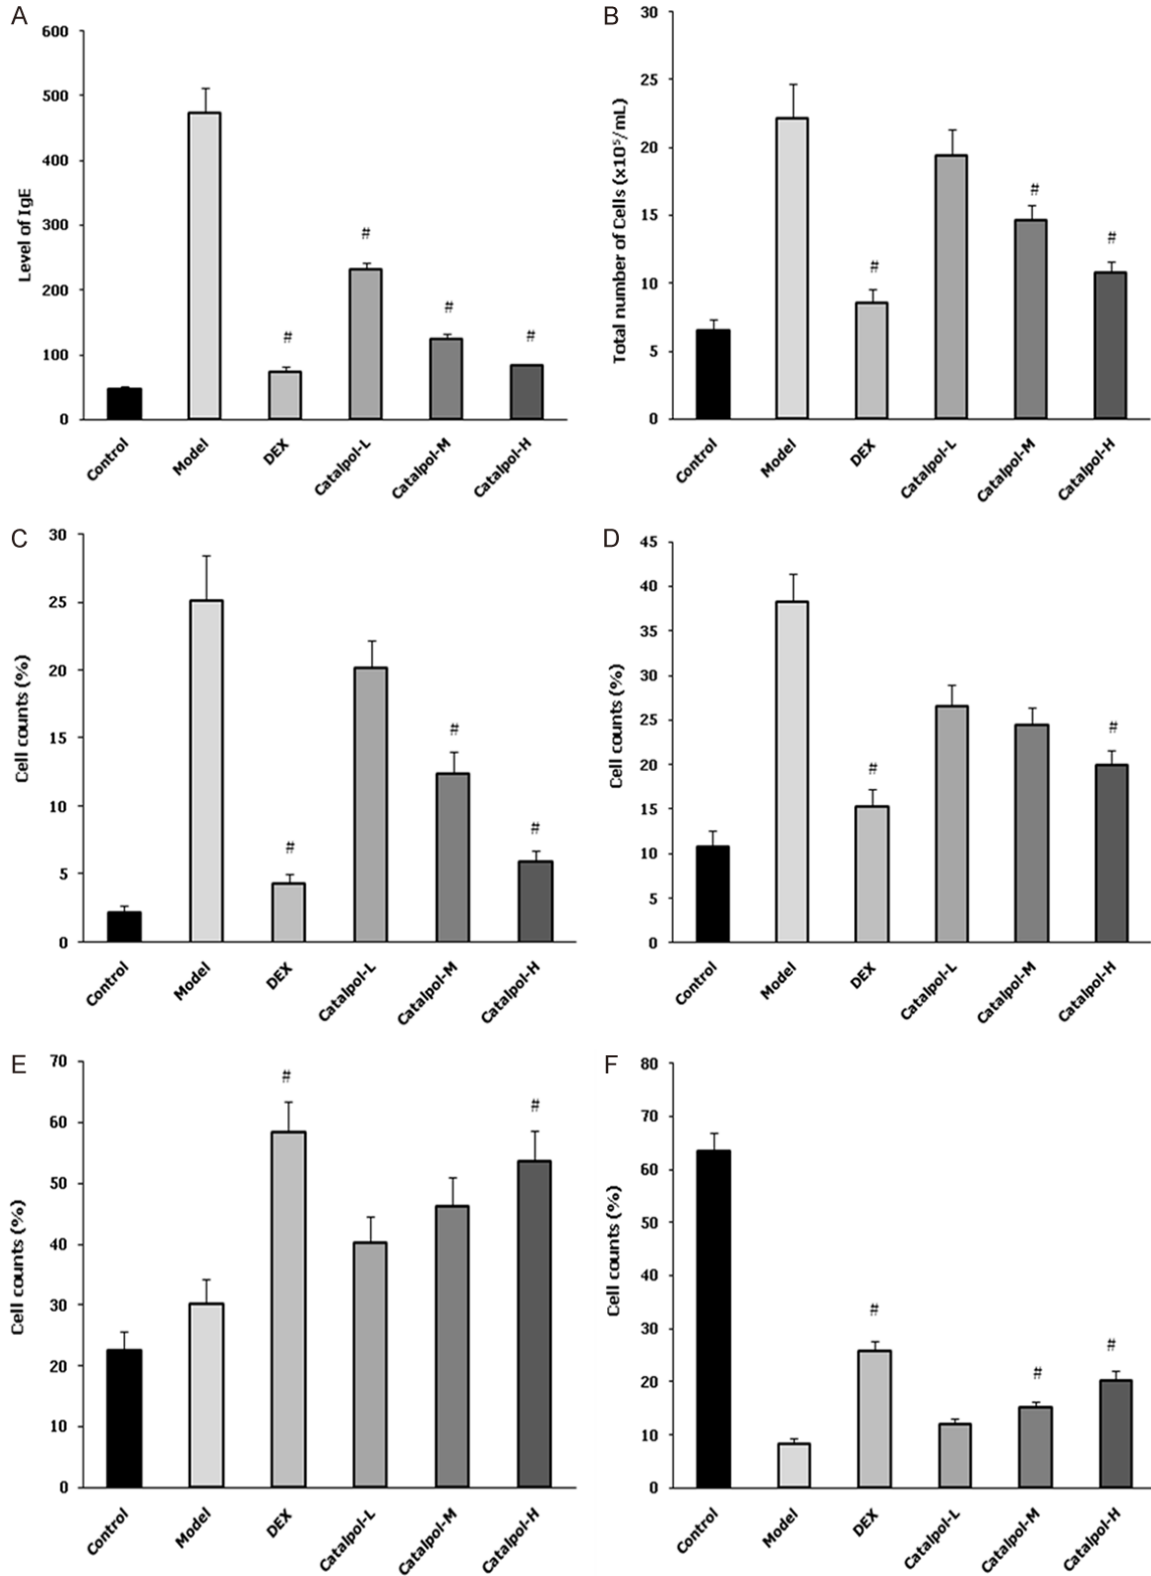 A
Level of IgE
600
500
400
300
200
100
0
#
#
#
#
Control
Model
DEX
Catalpol-L
Catalpol-M
Catalpol-H
B
Total number of Cells (x10⁵/mL)
30
25
20
15
10
5
0
#
#
#
Control
Model
DEX
Catalpol-L
Catalpol-M
Catalpol-H
C
Cell counts (%)
30
25
20
15
10
5
0
#
#
#
Control
Model
DEX
Catalpol-L
Catalpol-M
Catalpol-H
D
Cell counts (%)
45
40
35
30
25
20
15
10
5
0
#
#
Control
Model
DEX
Catalpol-L
Catalpol-M
Catalpol-H
E
Cell counts (%)
70
60
50
40
30
20
10
0
#
#
Control
Model
DEX
Catalpol-L
Catalpol-M
Catalpol-H
F
Cell counts (%)
80
70
60
50
40
30
20
10
0
#
#
#
Control
Model
DEX
Catalpol-L
Catalpol-M
Catalpol-H